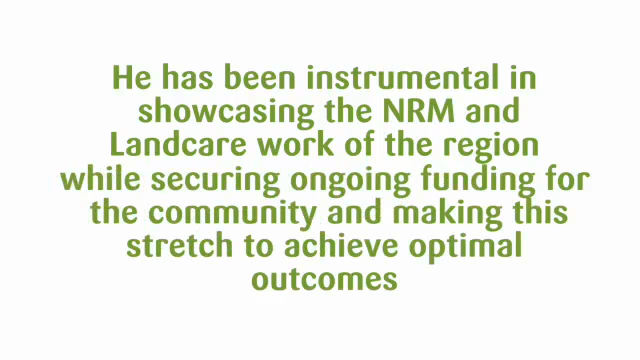 He has been instrumental in
showcasing the NRM and
Landcare work of the region
while securing ongoing funding for
the community and making this
stretch to achieve optimal
outcomes